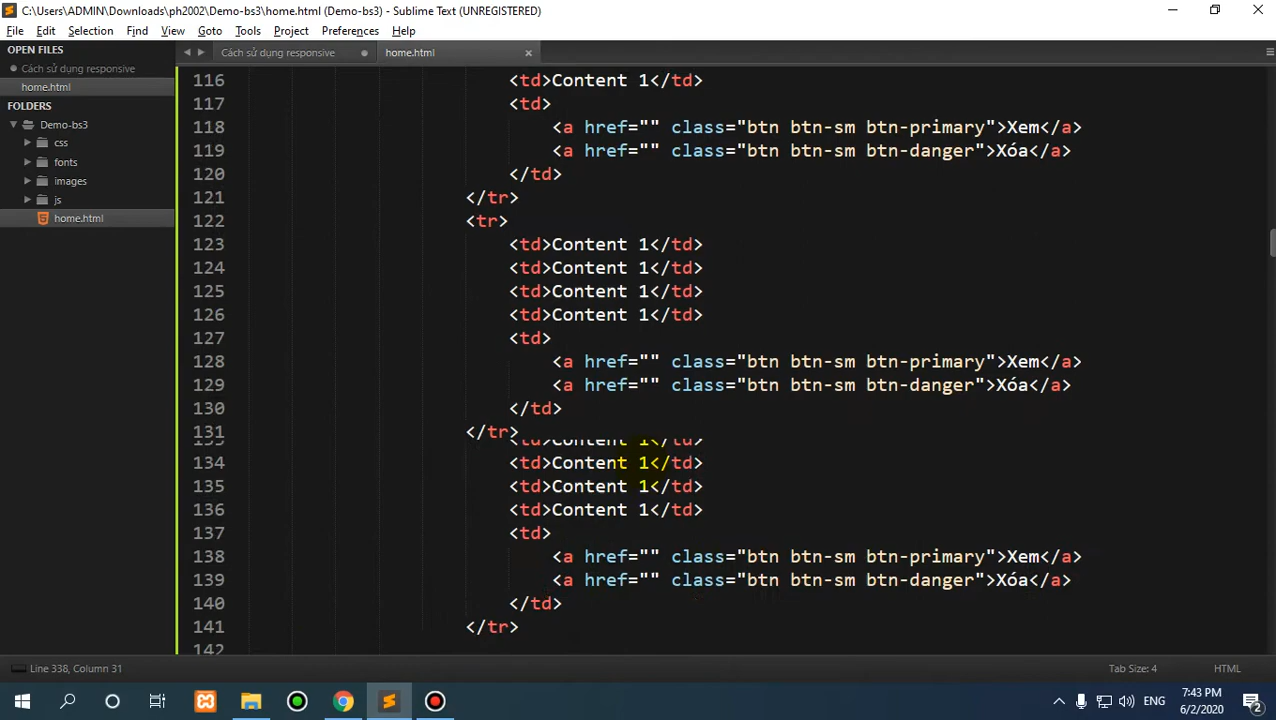 C:\Users\ADMIN\Downloads\ph2002\Demo-bs3\home.html (Demo-bs3) - Sublime Text (UNREGISTERED)
File Edit Selection Find View Goto Tools Project Preferences Help
OPEN FILES
Cách sử dụng responsive
home.html
FOLDERS
Demo-bs3
css
fonts
images
js
home.html
Cách sử dụng responsive
home.html
116 <td>Content 1</td>
117 <td>
118 <a href="" class="btn btn-sm btn-primary">Xem</a>
119 <a href="" class="btn btn-sm btn-danger">Xóa</a>
120 </td>
121 </tr>
122 <tr>
123 <td>Content 1</td>
124 <td>Content 1</td>
125 <td>Content 1</td>
126 <td>Content 1</td>
127 <td>
128 <a href="" class="btn btn-sm btn-primary">Xem</a>
129 <a href="" class="btn btn-sm btn-danger">Xóa</a>
130 </td>
131 </tr>
<td>Content 1</td>
134 <td>Content 1</td>
135 <td>Content 1</td>
136 <td>Content 1</td>
137 <td>
138 <a href="" class="btn btn-sm btn-primary">Xem</a>
139 <a href="" class="btn btn-sm btn-danger">Xóa</a>
140 </td>
141 </tr>
142
Line 338, Column 31
Tab Size: 4
HTML
ENG
7:43 PM
6/2/2020
2